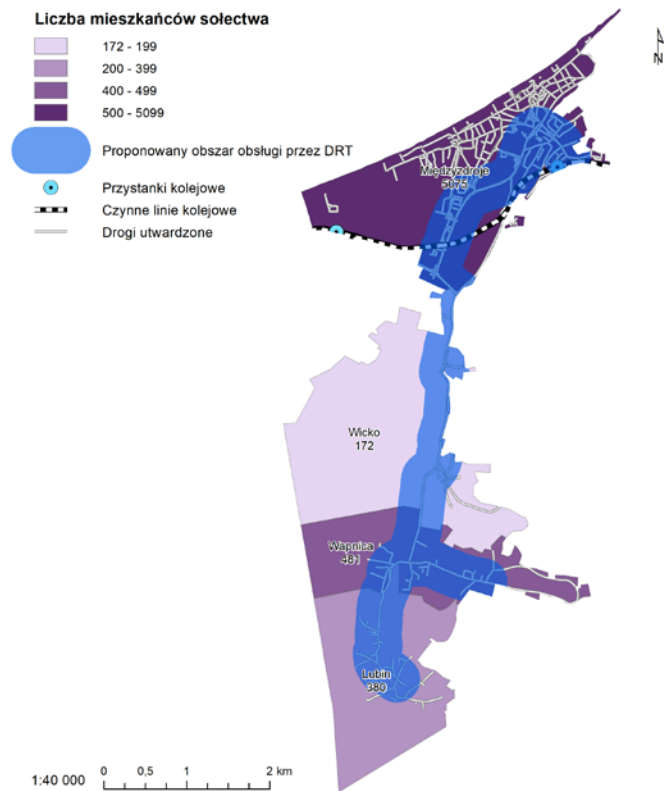 Liczba mieszkańców sołectwa
172 - 199
200 - 399
400 - 499
500 - 5099
Proponowany obszar obsługi przez DRT
Przystanki kolejowe
Czynne linie kolejowe
Drogi utwardzone
N
Międzyzdroje
5075
Wicko
172
Wapnica
481
Lubin
380
1:40 000
0 0,5 1 2 km